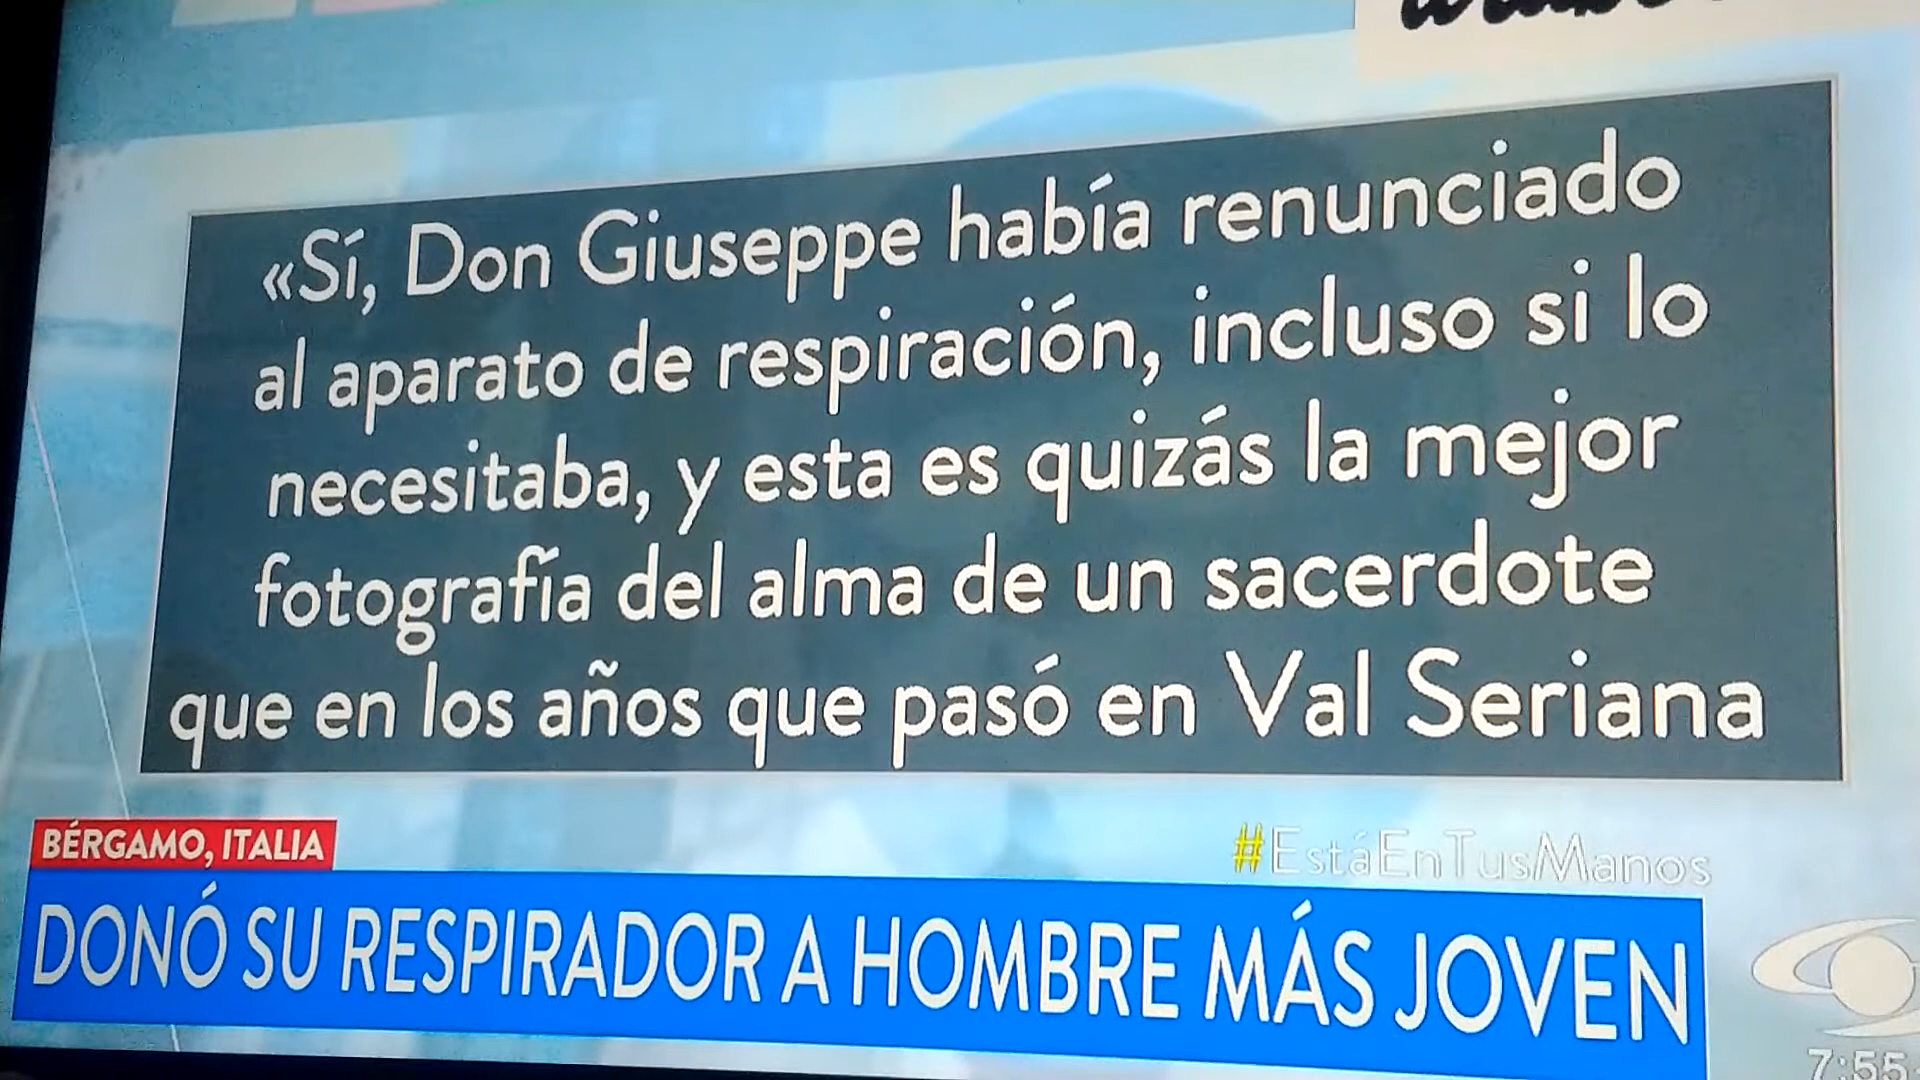 «Sí, Don Giuseppe había renunciado
al aparato de respiración, incluso si lo
necesitaba, y esta es quizás la mejor
fotografía del alma de un sacerdote
que en los años que pasó en Val Seriana
BÉRGAMO, ITALIA
#EstáEnTusManos
DONÓ SU RESPIRADOR A HOMBRE MÁS JOVEN
7:55